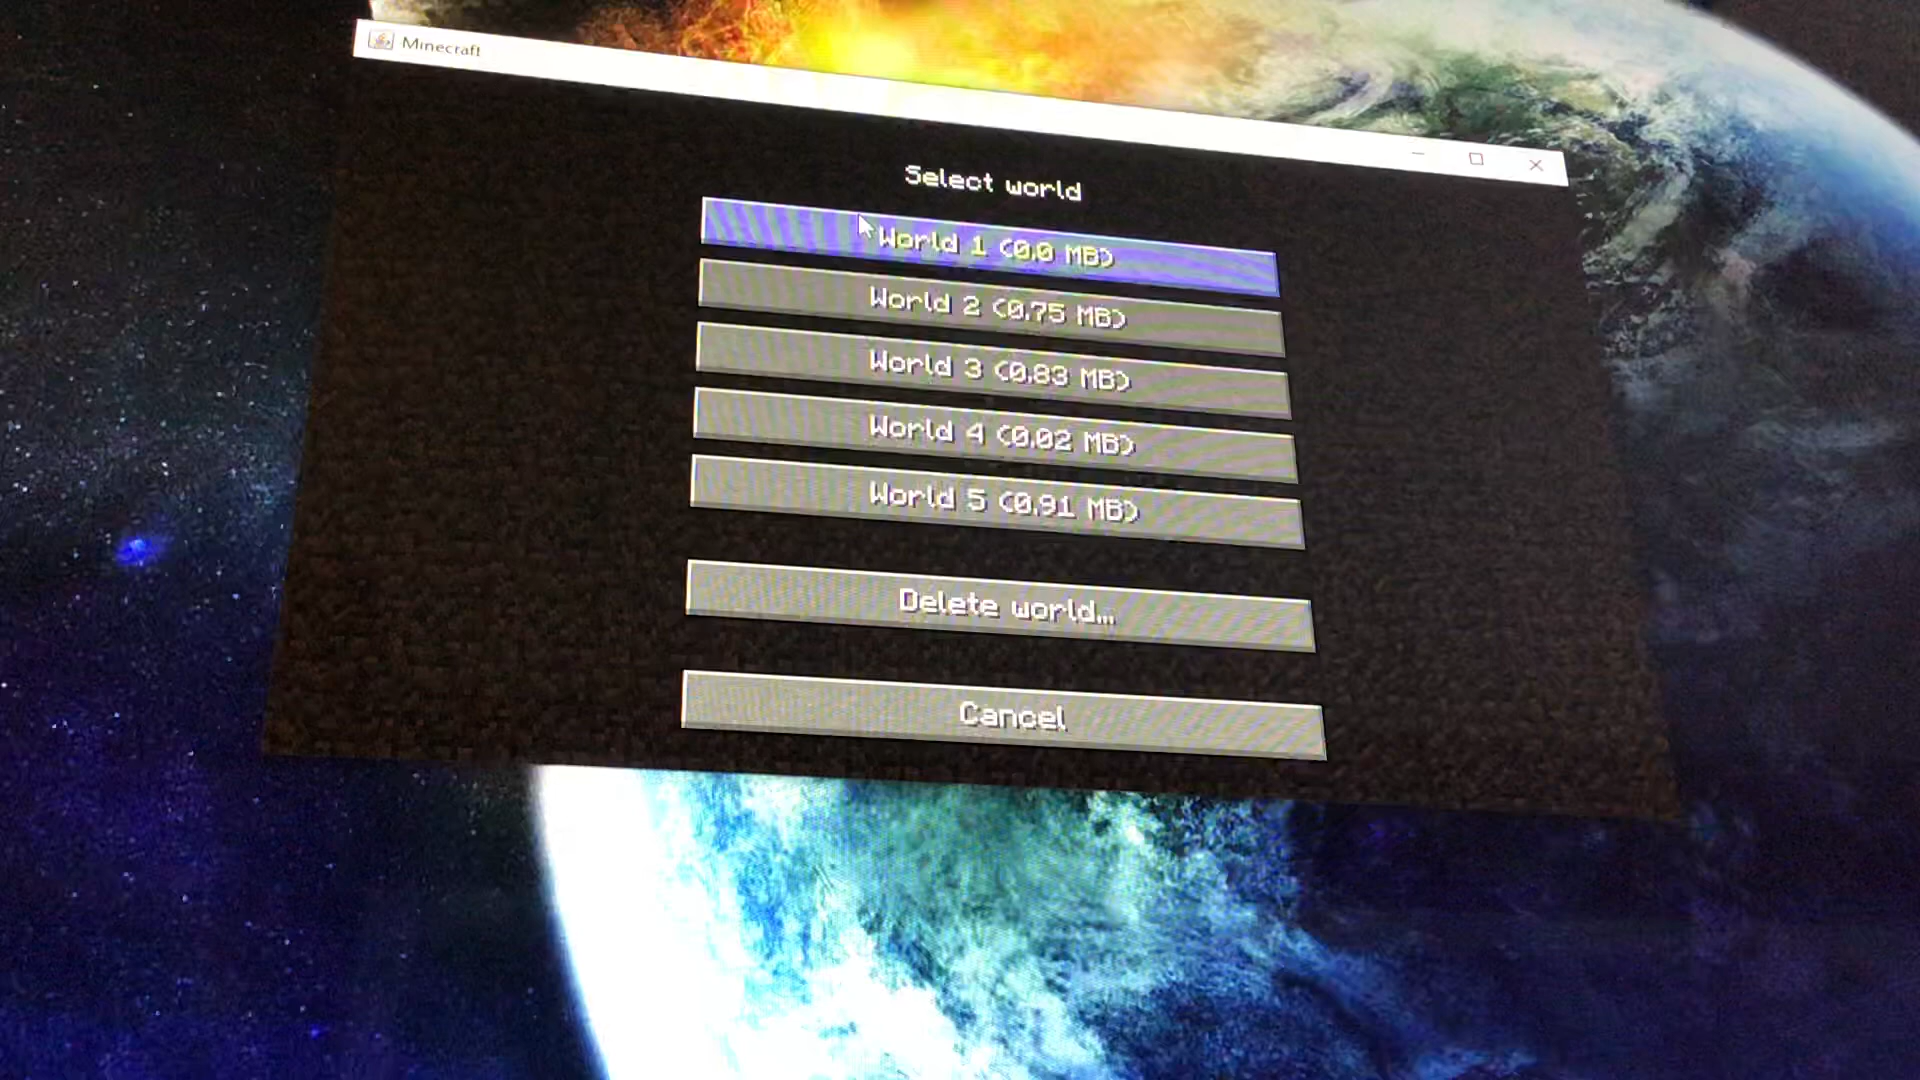 Minecraft
Select world
World 1 (0.0 MB)
World 2 (0.75 MB)
World 3 (0.83 MB)
World 4 (0.02 MB)
World 5 (0.91 MB)
Delete world...
Cancel